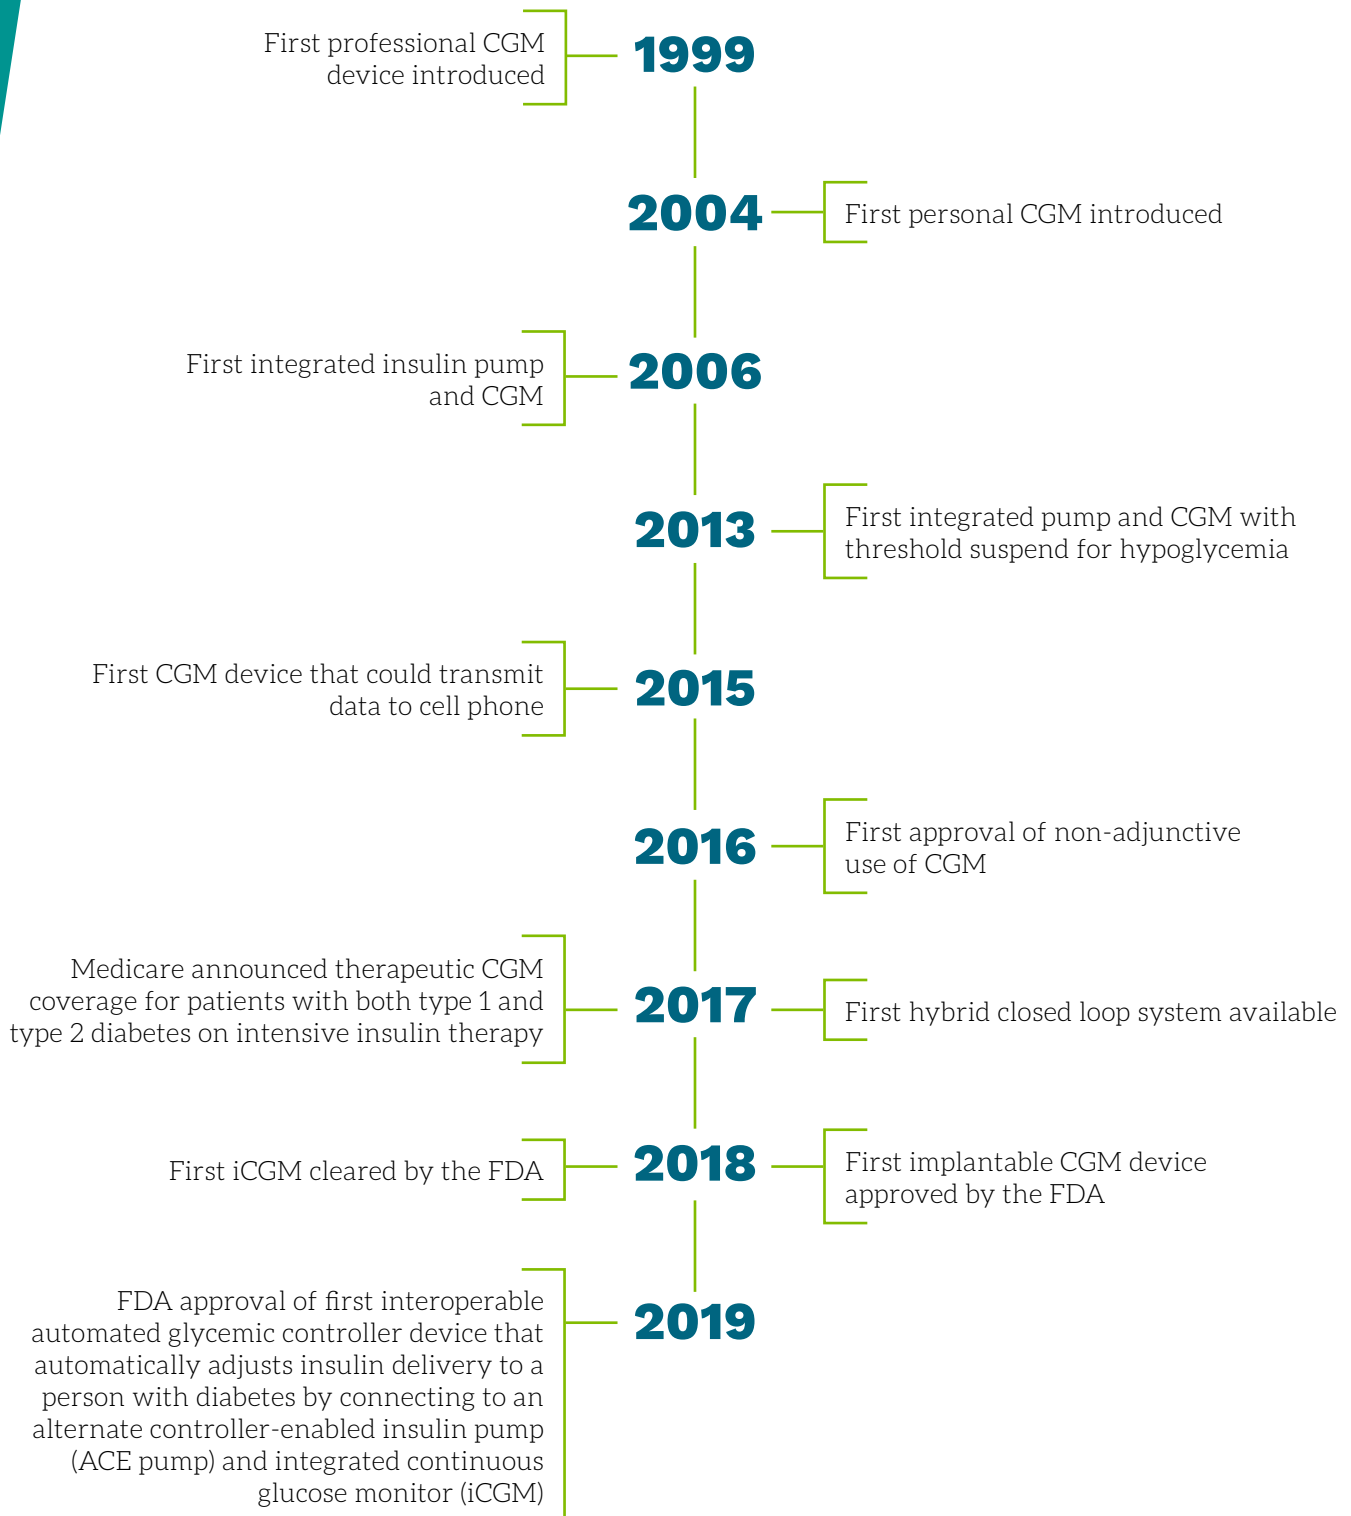 First professional CGM
device introduced
1999
2004
First personal CGM introduced
First integrated insulin pump
and CGM
2006
2013
First integrated pump and CGM with
threshold suspend for hypoglycemia
First CGM device that could transmit
data to cell phone
2015
2016
First approval of non-adjunctive
use of CGM
Medicare announced therapeutic CGM
coverage for patients with both type 1 and
type 2 diabetes on intensive insulin therapy
2017
First hybrid closed loop system available
First iCGM cleared by the FDA
2018
First implantable CGM device
approved by the FDA
FDA approval of first interoperable
automated glycemic controller device that
automatically adjusts insulin delivery to a
person with diabetes by connecting to an
alternate controller-enabled insulin pump
(ACE pump) and integrated continuous
glucose monitor (iCGM)
2019